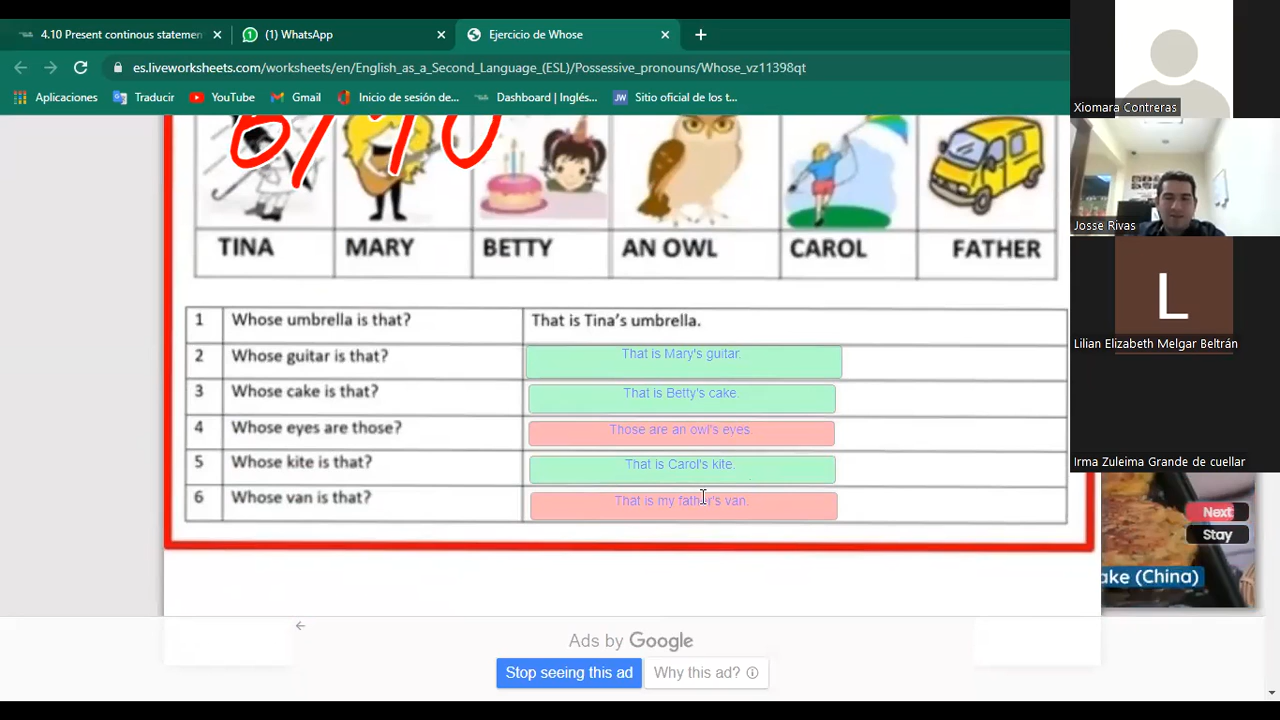 4.10 Present continous statemen
(1) WhatsApp
Ejercicio de Whose
es.liveworksheets.com/worksheets/en/English_as_a_Second_Language_(ESL)/Possessive_pronouns/Whose_vz11398qt
Aplicaciones Traducir YouTube Gmail Inicio de sesión de... Dashboard | Inglés... Sitio oficial de los t...
TINA MARY BETTY AN OWL CAROL FATHER
1 Whose umbrella is that? That is Tina's umbrella.
2 Whose guitar is that? That is Mary's guitar.
3 Whose cake is that? That is Betty's cake.
4 Whose eyes are those? Those are an owl's eyes.
5 Whose kite is that? That is Carol's kite.
6 Whose van is that? That is my father's van.
Ads by Google
Stop seeing this ad Why this ad?
Xiomara Contreras
Josse Rivas
L
Lilian Elizabeth Melgar Beltrán
Irma Zuleima Grande de cuellar
Next
Stay
ake (China)